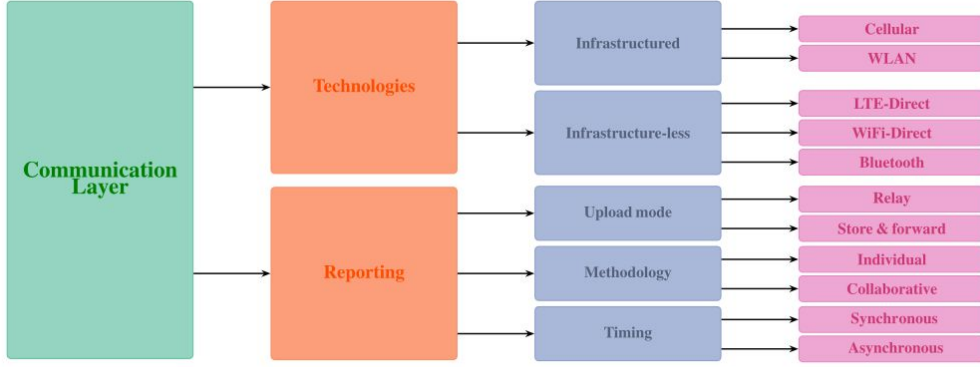 Communication
Layer
Technologies
Infrastructured
Cellular
WLAN
Infrastructure-less
LTE-Direct
WiFi-Direct
Bluetooth
Reporting
Upload mode
Relay
Store & forward
Methodology
Individual
Collaborative
Timing
Synchronous
Asynchronous